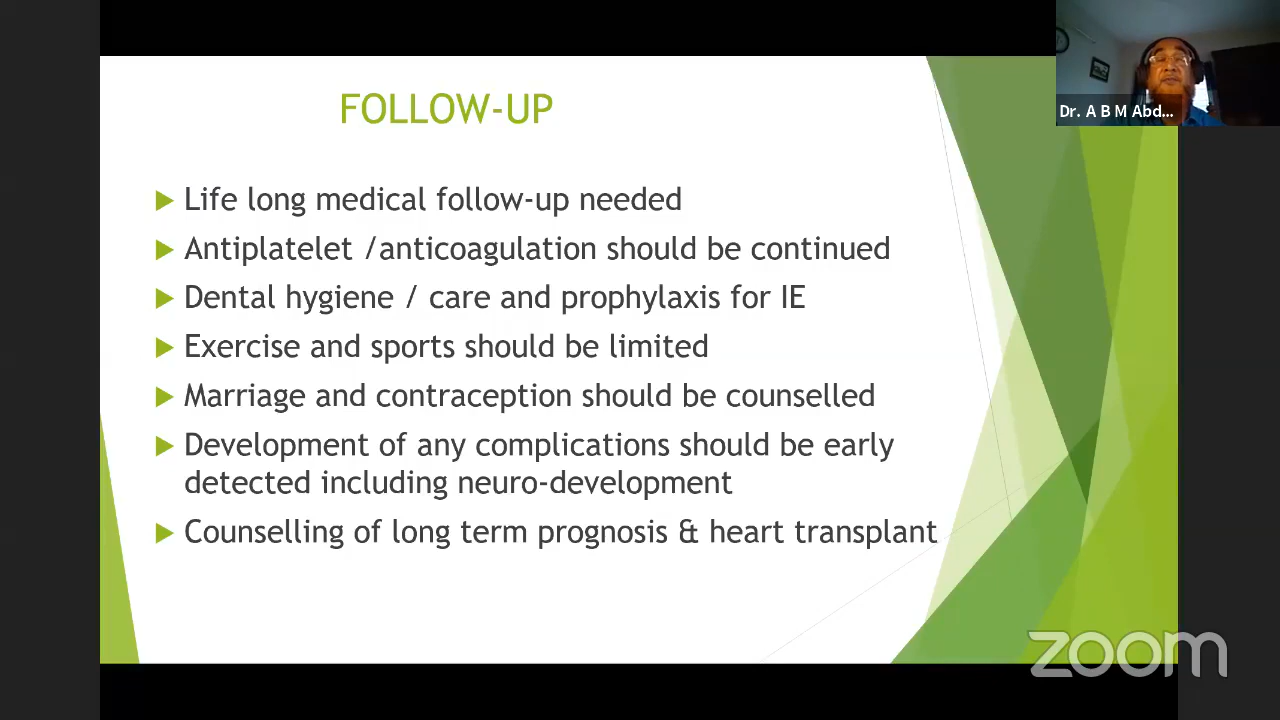 FOLLOW-UP
Dr. A B M Abd...
Life long medical follow-up needed
Antiplatelet /anticoagulation should be continued
Dental hygiene / care and prophylaxis for IE
Exercise and sports should be limited
Marriage and contraception should be counselled
Development of any complications should be early
detected including neuro-development
Counselling of long term prognosis & heart transplant
zoom